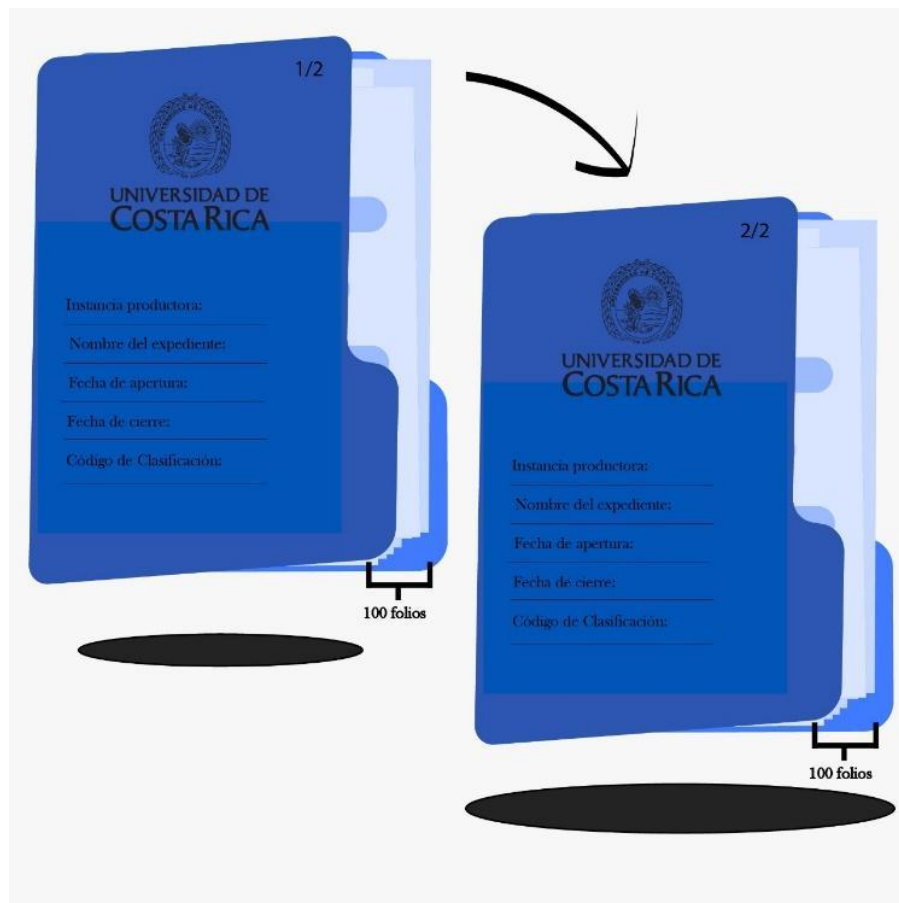 1/2
UNIVERSIDAD DE
COSTA RICA
Instancia productora:
Nombre del expediente:
Fecha de apertura:
Fecha de cierre:
Código de Clasificación:
100 folios
2/2
UNIVERSIDAD DE
COSTA RICA
Instancia productora:
Nombre del expediente:
Fecha de apertura:
Fecha de cierre:
Código de Clasificación:
100 folios